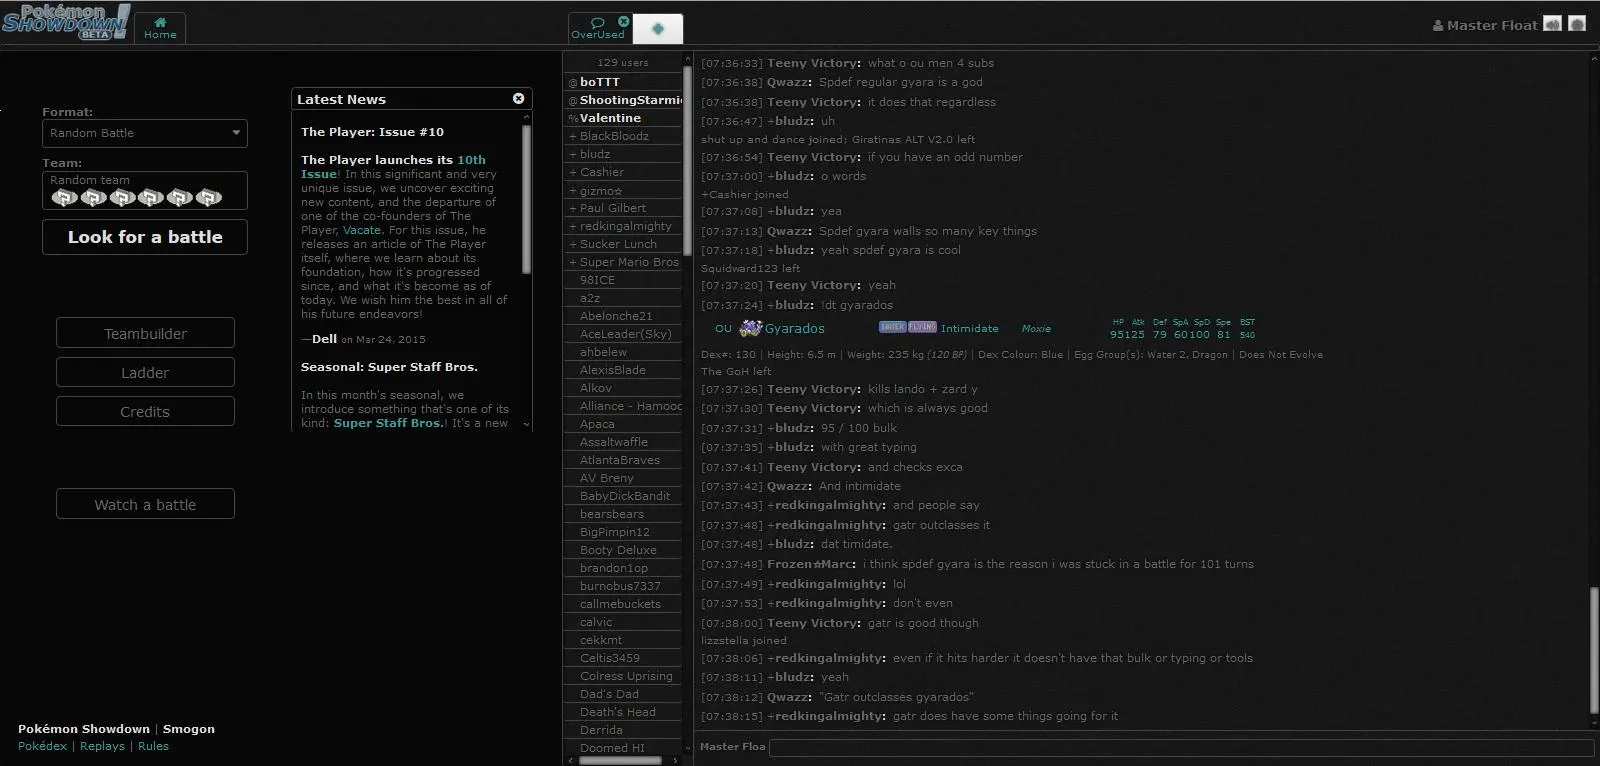 Pokémon
SHOWDOWN!
BETA
Home
OverUsed
Master Float
Format:
Random Battle
Team:
Random team
Look for a battle
Teambuilder
Ladder
Credits
Watch a battle
Pokémon Showdown | Smogon
Pokédex | Replays | Rules
Latest News
The Player: Issue #10
The Player launches its 10th
Issue! In this significant and very
unique issue, we uncover exciting
new content, and the departure of
one of the co-founders of The
Player, Vacate. For this issue, he
releases an article of The Player
itself, where we learn about its
foundation, how it's progressed
since, and what it's become as of
today. We wish him the best in all of
his future endeavors!
—Dell on Mar 24, 2015
Seasonal: Super Staff Bros.
In this month's seasonal, we
introduce something that's one of its
kind: Super Staff Bros.! It's a new
129 users
@boTTT
@ShootingStarmi
%Valentine
+BlackBloodz
+bludz
+Cashier
+gizmo☆
+Paul Gilbert
+redkingalmighty
+Sucker Lunch
+Super Mario Bros
98ICE
a2z
Abelonche21
AceLeader(Sky)
ahbelew
AlexisBlade
Alkov
Alliance - Hamooc
Apaca
Assaltwaffle
AtlantaBraves
AV Breny
BabyDickBandit
bearsbears
BigPimpin12
Booty Deluxe
brandon1op
burnobus7337
callmebuckets
calvic
cekkmt
Celtis3459
Colress Uprising
Dad's Dad
Death's Head
Derrida
Doomed HI
[07:36:33] Teeny Victory: what o ou men 4 subs
[07:36:38] Qwazz: Spdef regular gyara is a god
[07:36:38] Teeny Victory: it does that regardless
[07:36:47] +bludz: uh
shut up and dance joined; Giratinas ALT V2.0 left
[07:36:54] Teeny Victory: if you have an odd number
[07:37:00] +bludz: o words
+Cashier joined
[07:37:08] +bludz: yea
[07:37:13] Qwazz: Spdef gyara walls so many key things
[07:37:18] +bludz: yeah spdef gyara is cool
Squidward123 left
[07:37:20] Teeny Victory: yeah
[07:37:24] +bludz: !dt gyarados
OU Gyarados WATER FLYING Intimidate Moxie HP 95 Atk 125 Def 79 SpA 60 SpD 100 Spe 81 BST 540
Dex#: 130 | Height: 6.5 m | Weight: 235 kg (120 BP) | Dex Colour: Blue | Egg Group(s): Water 2, Dragon | Does Not Evolve
The GoH left
[07:37:26] Teeny Victory: kills lando + zard y
[07:37:30] Teeny Victory: which is always good
[07:37:31] +bludz: 95 / 100 bulk
[07:37:35] +bludz: with great typing
[07:37:41] Teeny Victory: and checks exca
[07:37:42] Qwazz: And intimidate
[07:37:43] +redkingalmighty: and people say
[07:37:48] +redkingalmighty: gatr outclasses it
[07:37:48] +bludz: dat timidate.
[07:37:48] Frozen☆Marc: i think spdef gyara is the reason i was stuck in a battle for 101 turns
[07:37:49] +redkingalmighty: lol
[07:37:53] +redkingalmighty: don't even
[07:38:00] Teeny Victory: gatr is good though
lizzstella joined
[07:38:06] +redkingalmighty: even if it hits harder it doesn't have that bulk or typing or tools
[07:38:11] +bludz: yeah
[07:38:12] Qwazz: "Gatr outclasses gyarados"
[07:38:15] +redkingalmighty: gatr does have some things going for it
Master Floa